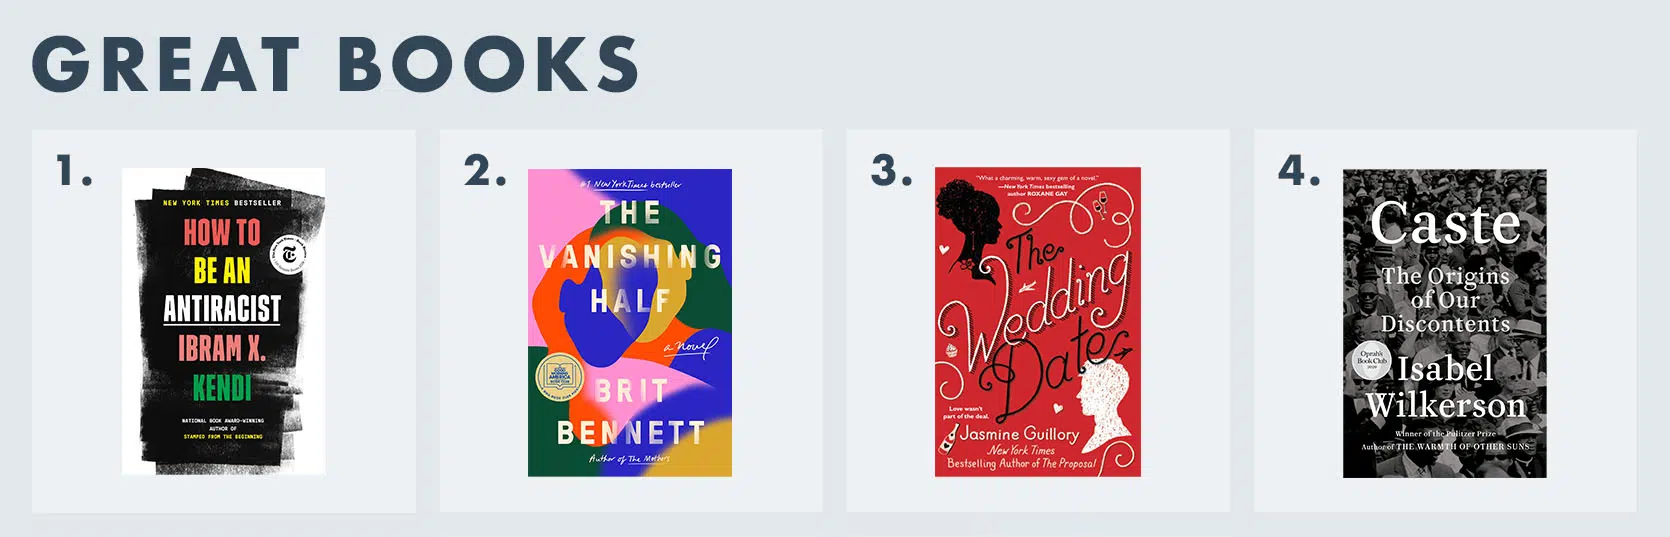 GREAT BOOKS
1.
NEW YORK TIMES BESTSELLER
HOW TO
BE AN
ANTIRACIST
IBRAM X.
KENDI
NATIONAL BOOK AWARD–WINNING
AUTHOR OF
STAMPED FROM THE BEGINNING
2.
#1 New York Times bestseller
THE
VANISHING
HALF
a novel
GOOD
MORNING
AMERICA
BOOK CLUB
BRIT
BENNETT
Author of The Mothers
3.
"What a charming, warm, sexy gem of a novel."
—New York Times bestselling
author ROXANE GAY
The
Wedding
Date
Love wasn't
part of the deal.
Jasmine Guillory
New York Times
Bestselling Author of The Proposal
4.
Caste
The Origins
of Our
Discontents
Oprah's
Book Club
2020
Isabel
Wilkerson
Winner of the Pulitzer Prize
Author of THE WARMTH OF OTHER SUNS